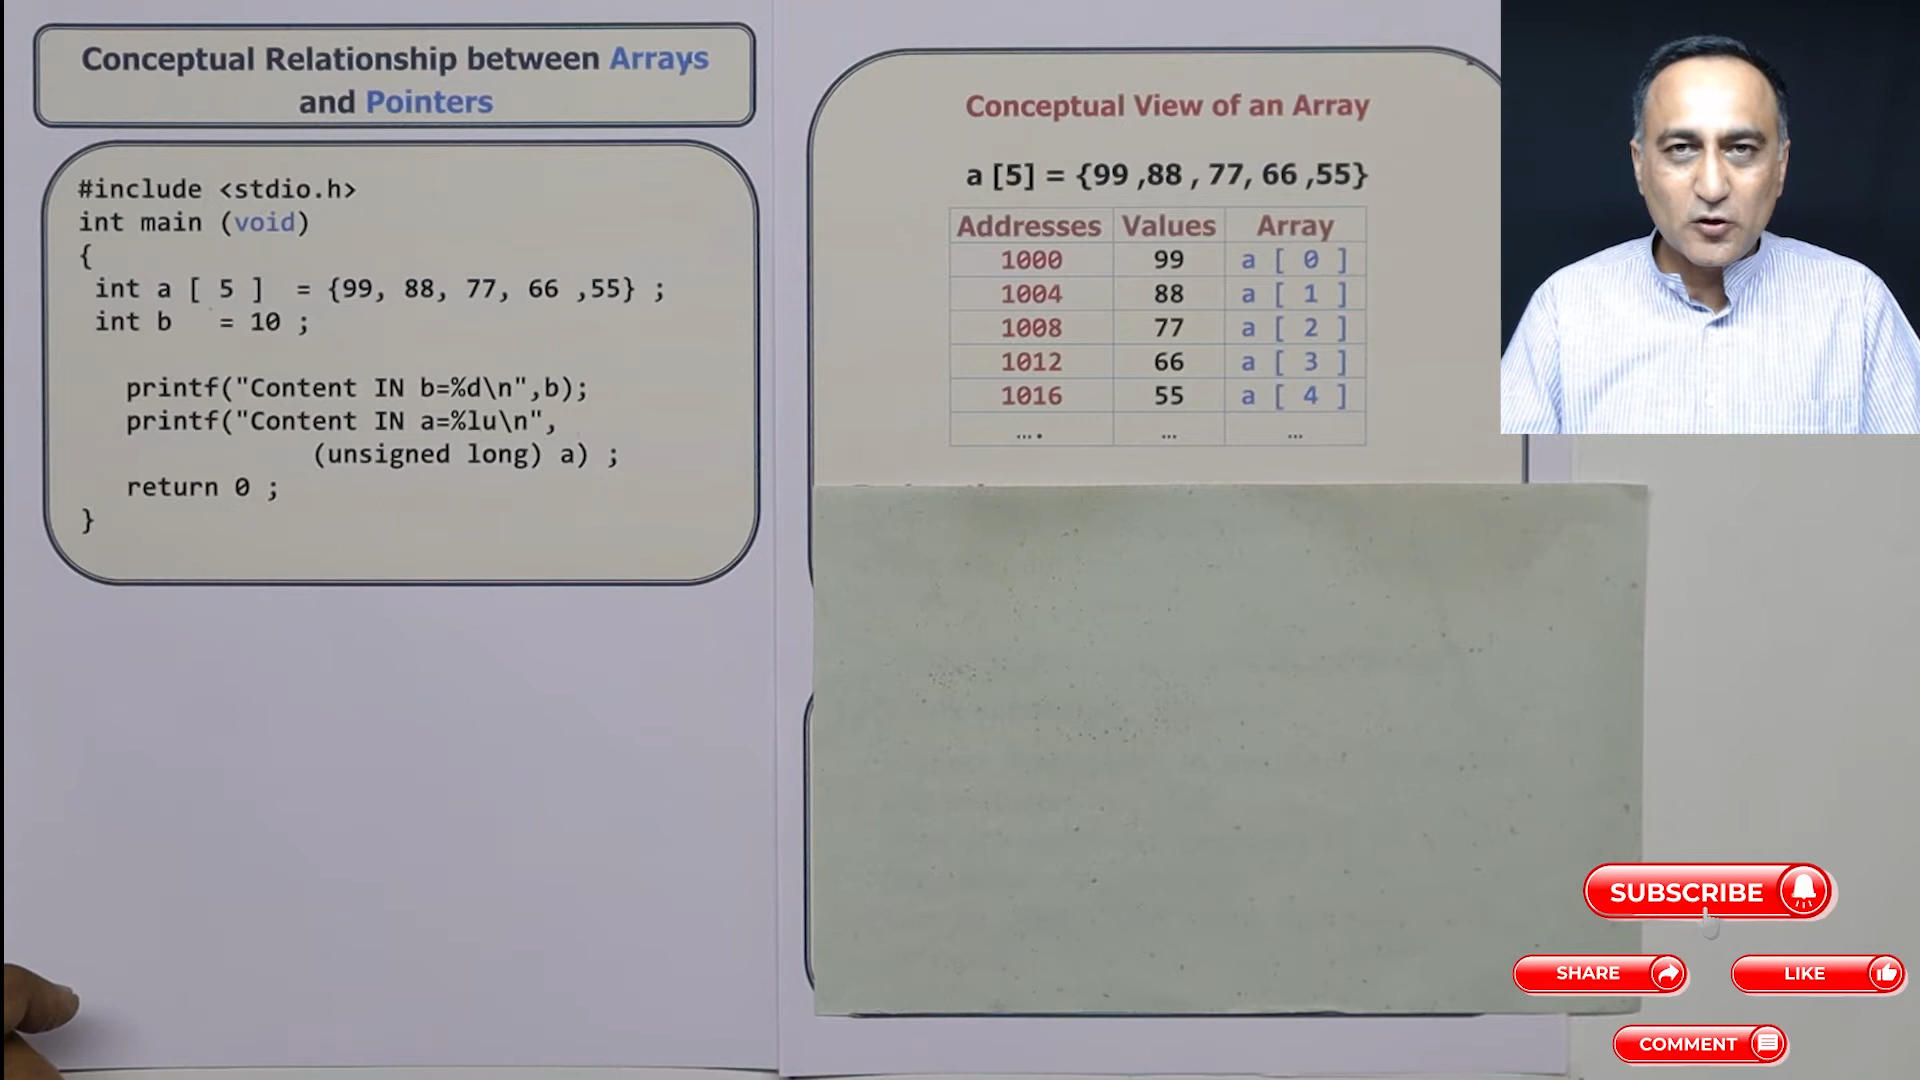 Conceptual Relationship between Arrays
and Pointers
#include <stdio.h>
int main (void)
{
int a [ 5 ] = {99, 88, 77, 66 ,55} ;
int b = 10 ;
printf("Content IN b=%d\n",b);
printf("Content IN a=%lu\n",
(unsigned long) a) ;
return 0 ;
}
Conceptual View of an Array
a [5] = {99 ,88 , 77, 66 ,55}
Addresses Values Array
1000 99 a [ 0 ]
1004 88 a [ 1 ]
1008 77 a [ 2 ]
1012 66 a [ 3 ]
1016 55 a [ 4 ]
…. … …
SUBSCRIBE
SHARE
LIKE
COMMENT